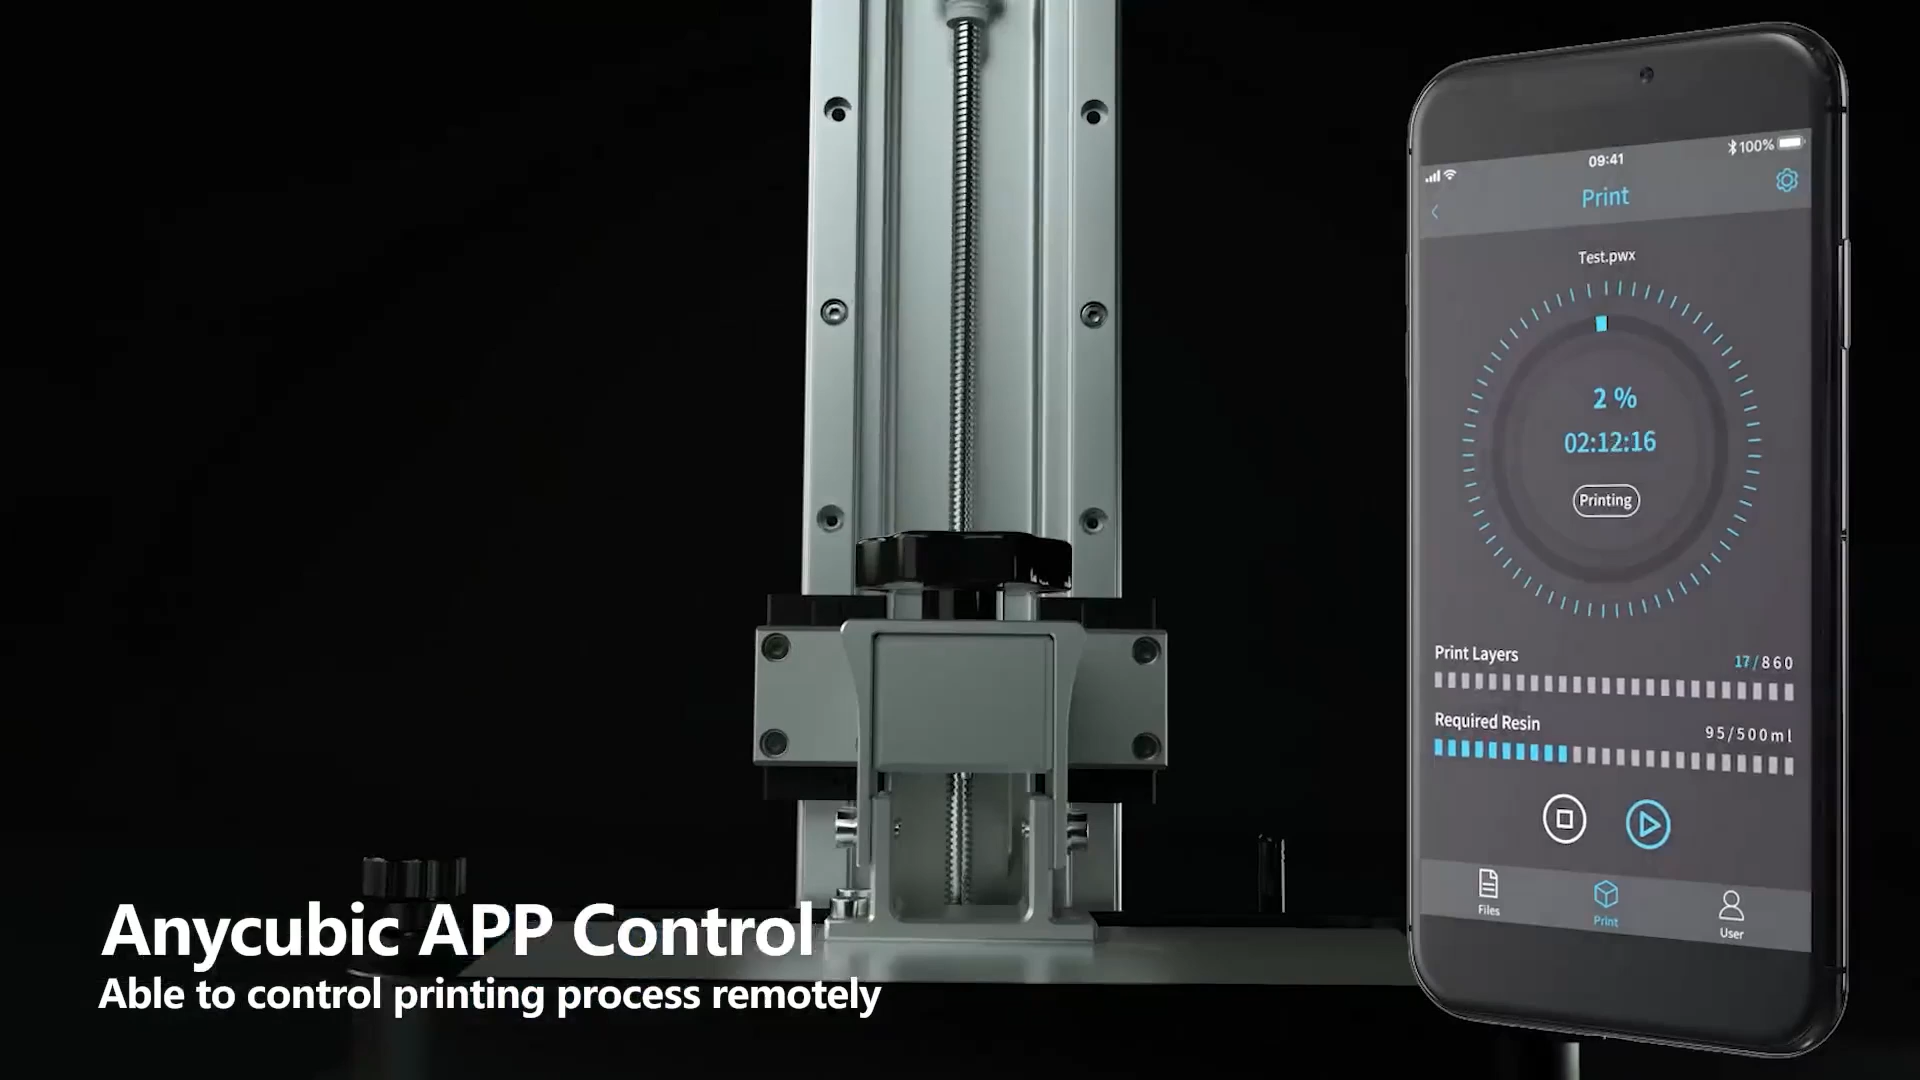 Anycubic APP Control
Able to control printing process remotely
09:41
100%
Print
Test.pwx
2 %
02:12:16
Printing
Print Layers
17/860
Required Resin
95/500ml
Files
Print
User